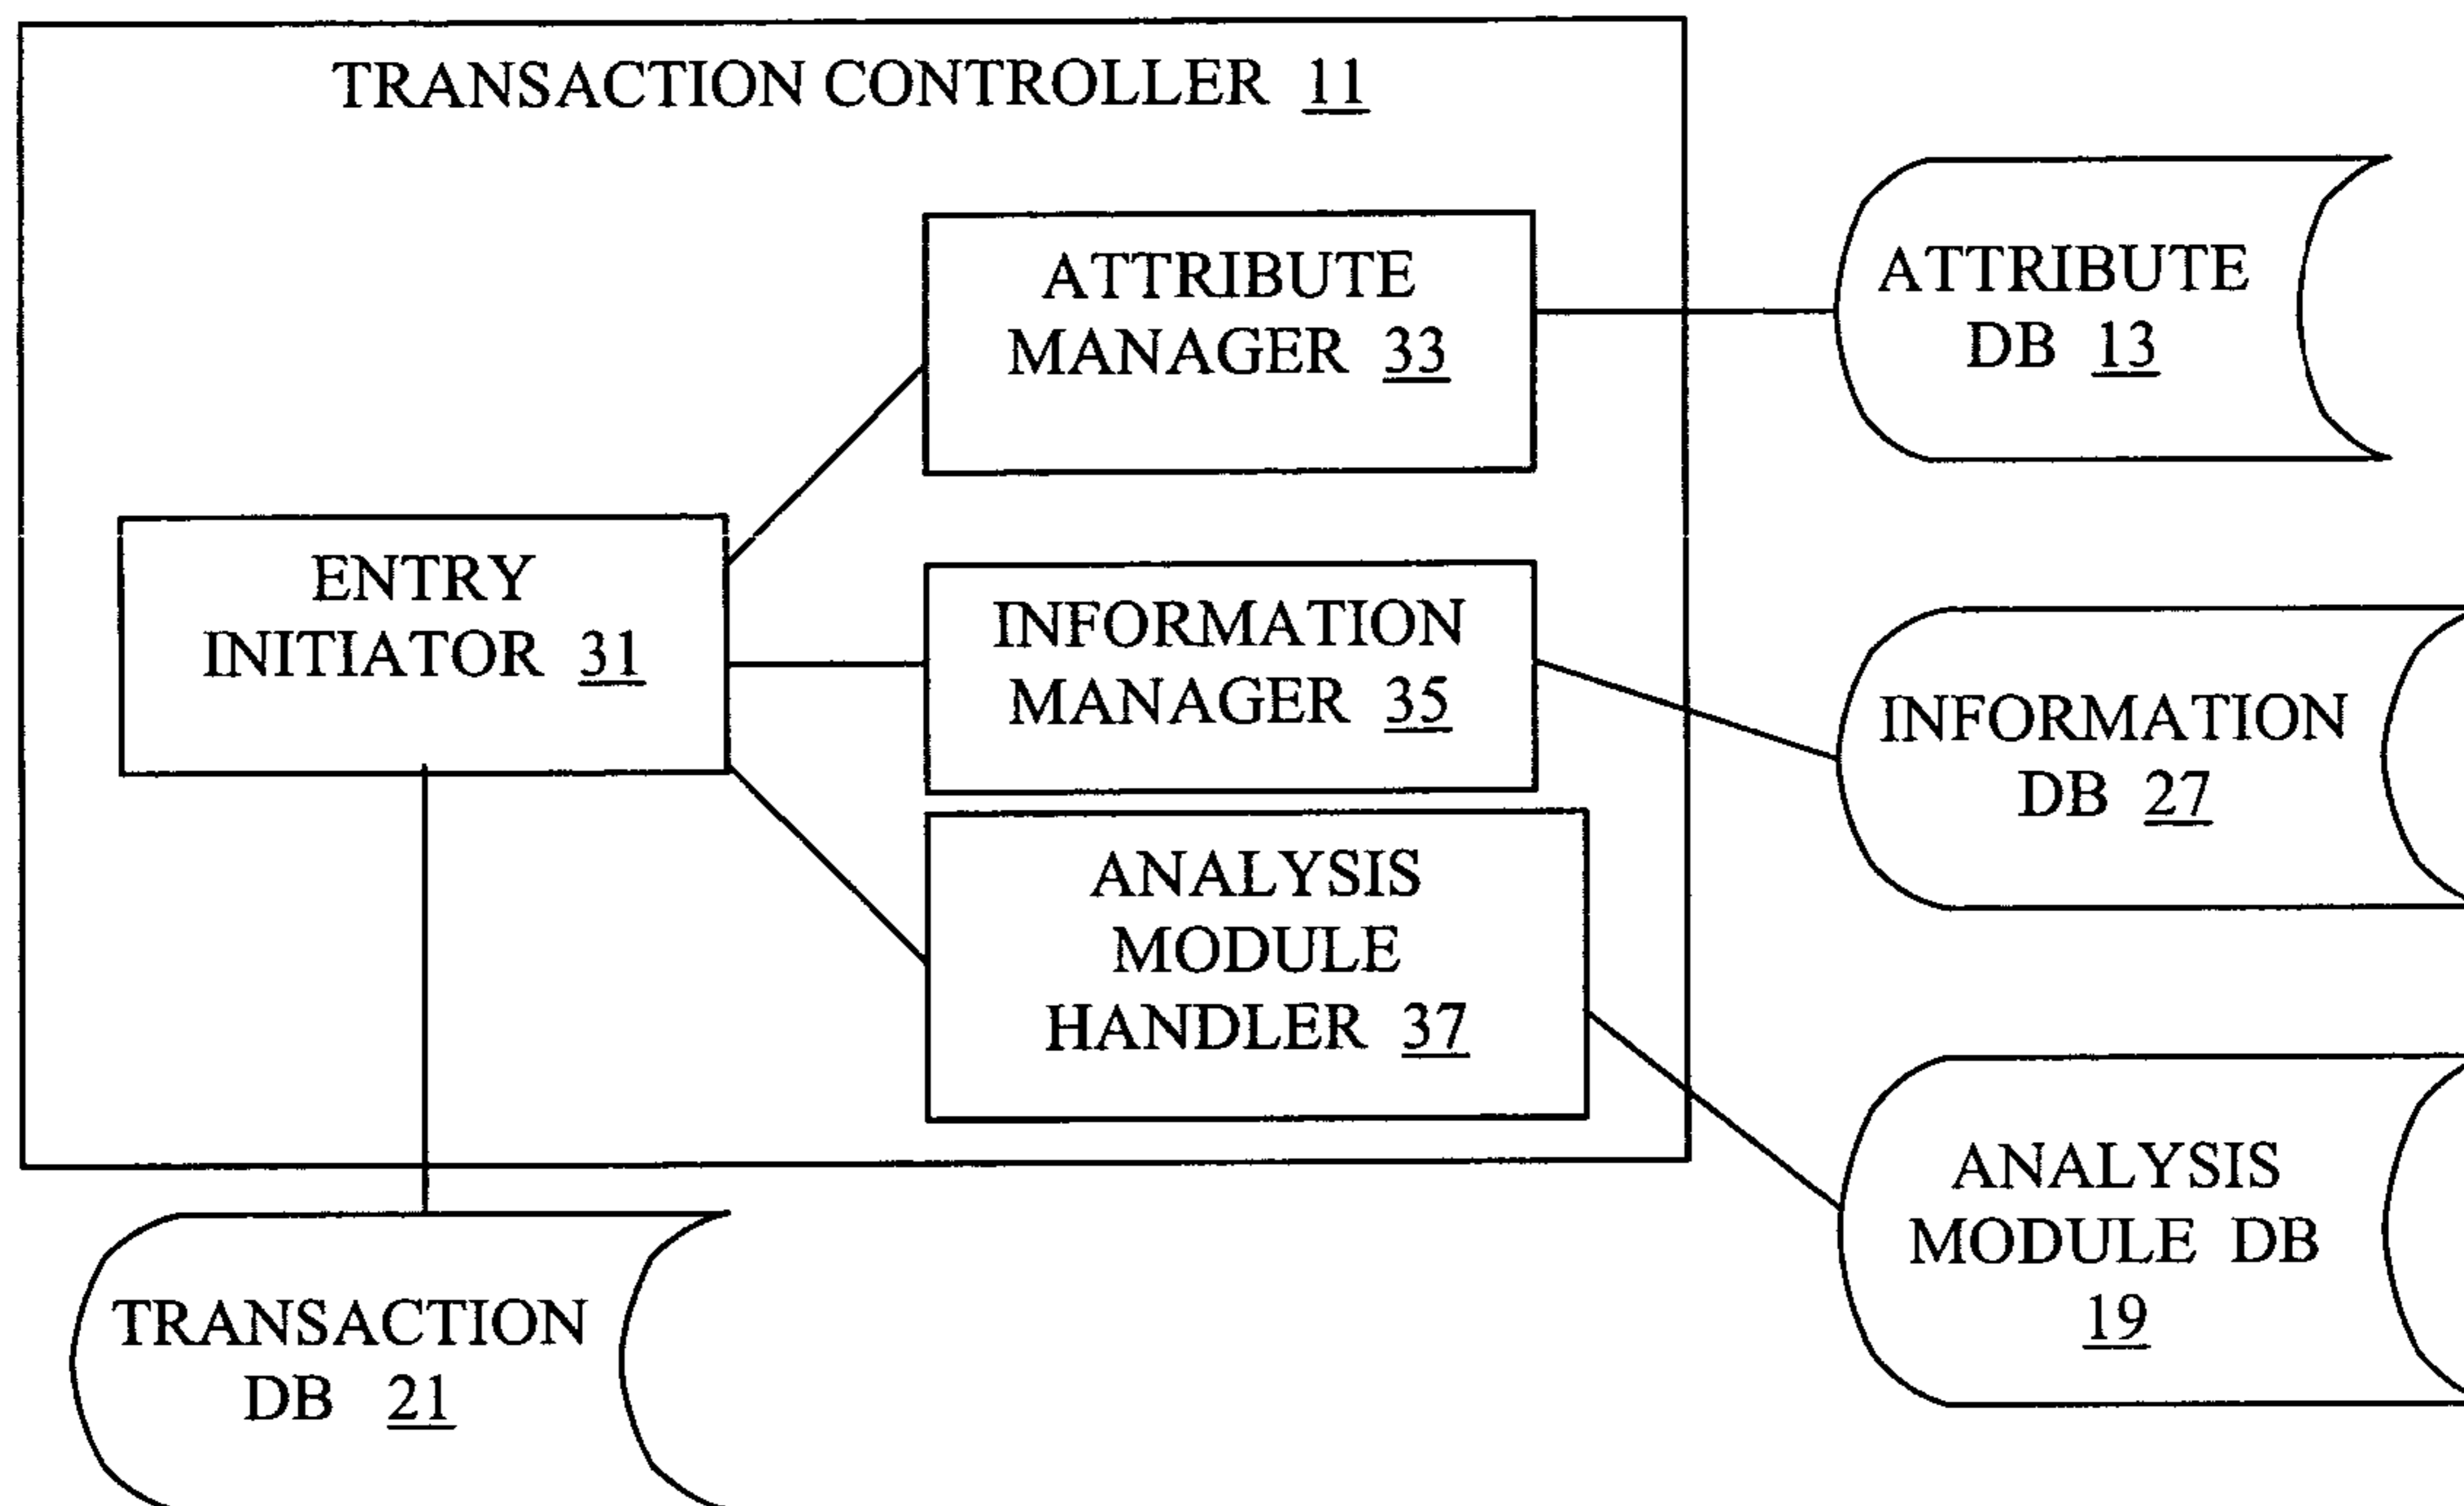 TRANSACTION CONTROLLER 11
ATTRIBUTE
MANAGER 33
ATTRIBUTE
DB 13
ENTRY
INITIATOR 31
INFORMATION
MANAGER 35
INFORMATION
DB 27
ANALYSIS
MODULE
HANDLER 37
ANALYSIS
MODULE DB
19
TRANSACTION
DB 21